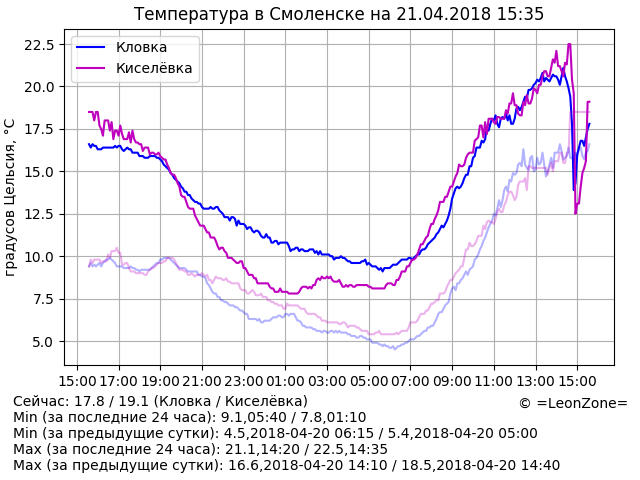 Температура в Смоленске на 21.04.2018 15:35
Кловка
Киселёвка
градусов Цельсия, °C
22.5
20.0
17.5
15.0
12.5
10.0
7.5
5.0
15:00 17:00 19:00 21:00 23:00 01:00 03:00 05:00 07:00 09:00 11:00 13:00 15:00
Сейчас: 17.8 / 19.1 (Кловка / Киселёвка)
© =LeonZone=
Min (за последние 24 часа): 9.1,05:40 / 7.8,01:10
Min (за предыдущие сутки): 4.5,2018-04-20 06:15 / 5.4,2018-04-20 05:00
Max (за последние 24 часа): 21.1,14:20 / 22.5,14:35
Max (за предыдущие сутки): 16.6,2018-04-20 14:10 / 18.5,2018-04-20 14:40